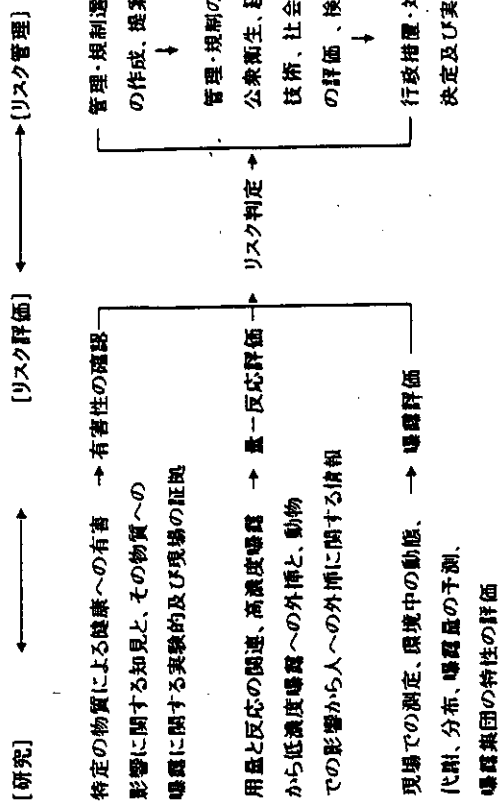 [研究]
[リスク評価]
[リスク管理]
特定の物質による健康への有害
影響に関する知見と、その物質への
曝露に関する実験的及び現場の証拠
有害性の確認
用量と反応の関連、高濃度曝露
から低濃度曝露への外挿と、動物
での影響から人への外挿に関する情報
量−反応評価
現場での測定、環境中の動態、
代謝、分布、曝露量の予測、
曝露集団の特性の評価
曝露評価
リスク判定
管理・規制選
の作成、提案
管理・規制の
公衆衛生、
技術、社会
の評価、検
行政措置・
決定及び実